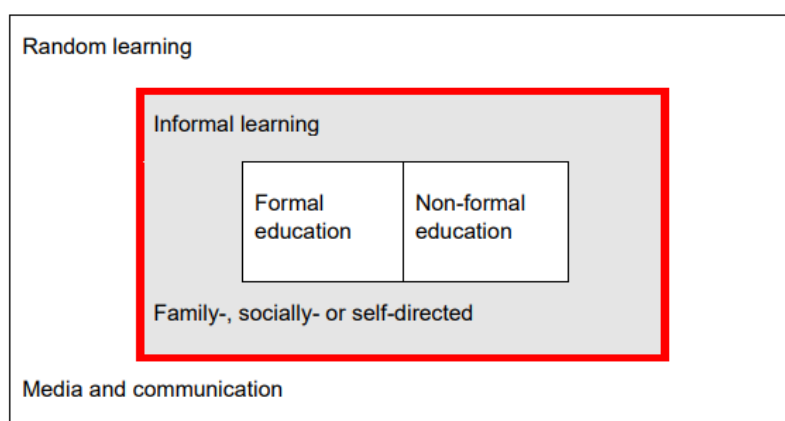 Random learning
Informal learning
Formal
education
Non-formal
education
Family-, socially- or self-directed
Media and communication